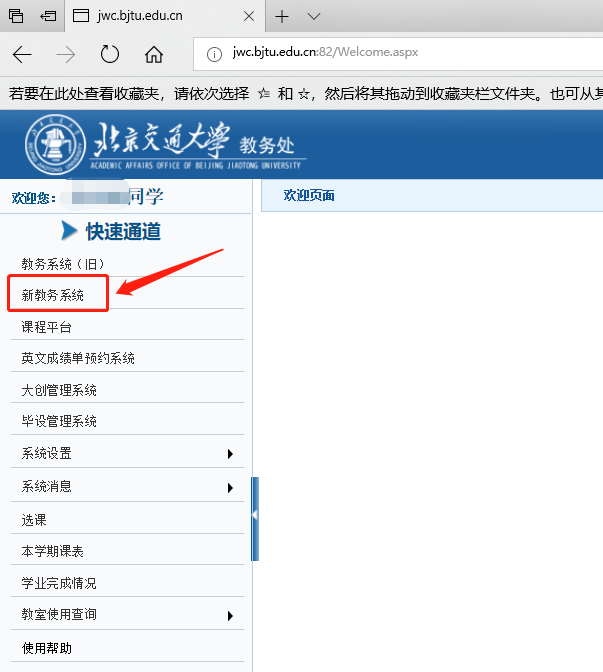 jwc.bjtu.edu.cn
jwc.bjtu.edu.cn:82/Welcome.aspx
若要在此处查看收藏夹，请依次选择 和 ，然后将其拖动到收藏夹栏文件夹。也可从其
北京交通大学 教务处
ACADEMIC AFFAIRS OFFICE OF BEIJING JIAOTONG UNIVERSITY
欢迎您： 同学
欢迎页面
快速通道
教务系统（旧）
新教务系统
课程平台
英文成绩单预约系统
大创管理系统
毕设管理系统
系统设置
系统消息
选课
本学期课表
学业完成情况
教室使用查询
使用帮助